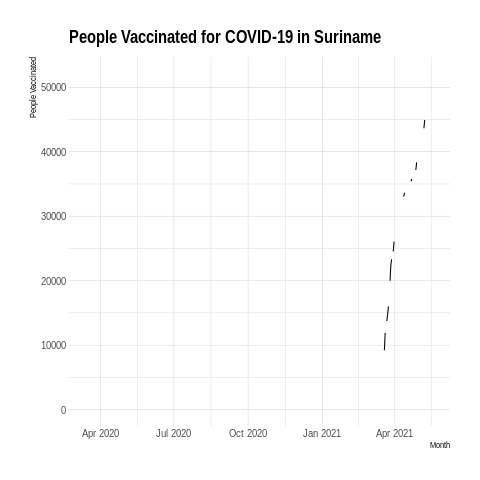 People Vaccinated for COVID-19 in Suriname
People Vaccinated
50000
40000
30000
20000
10000
0
Apr 2020 Jul 2020 Oct 2020 Jan 2021 Apr 2021
Month